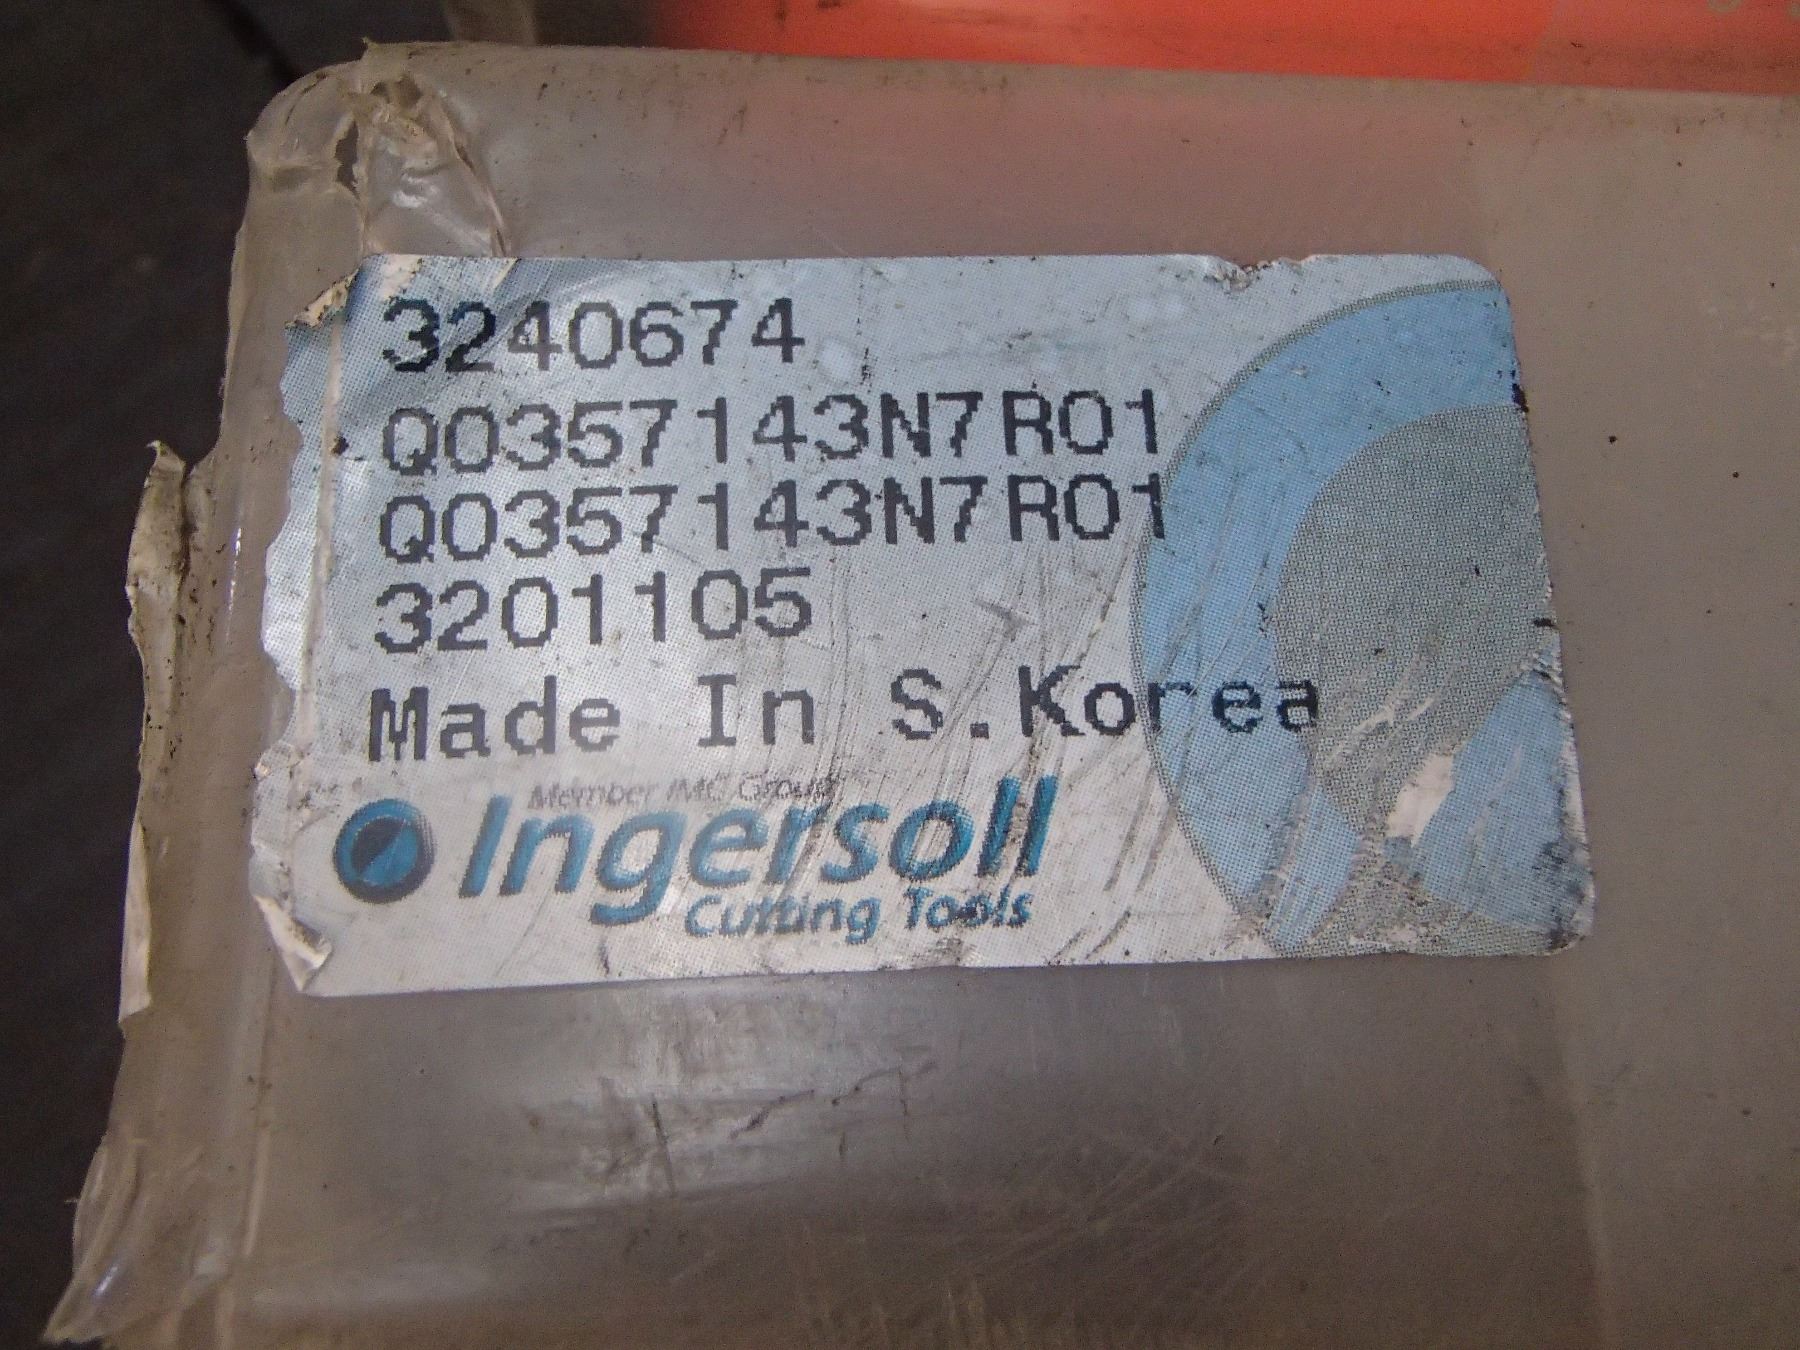 3240674
Q0357143N7R01
Q0357143N7R01
3201105
Made In S.Korea
Member IMC Group
Ingersoll
Cutting Tools